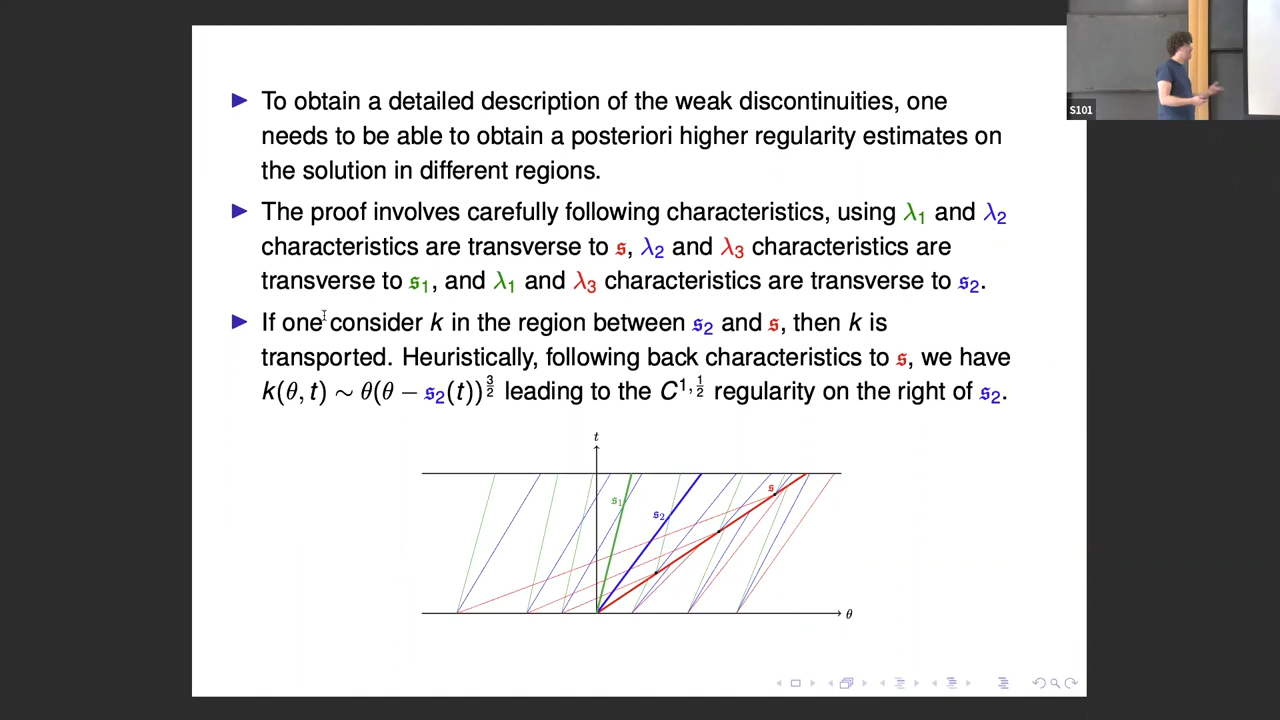 To obtain a detailed description of the weak discontinuities, one
needs to be able to obtain a posteriori higher regularity estimates on
the solution in different regions.
The proof involves carefully following characteristics, using λ₁ and λ₂
characteristics are transverse to 𝔰, λ₂ and λ₃ characteristics are
transverse to 𝔰₁, and λ₁ and λ₃ characteristics are transverse to 𝔰₂.
If one consider k in the region between 𝔰₂ and 𝔰, then k is
transported. Heuristically, following back characteristics to 𝔰, we have
k(θ, t) ∼ θ(θ − 𝔰₂(t))^{3/2} leading to the C^{1,1/2} regularity on the right of 𝔰₂.
t
𝔰
𝔰₁
𝔰₂
θ
S101